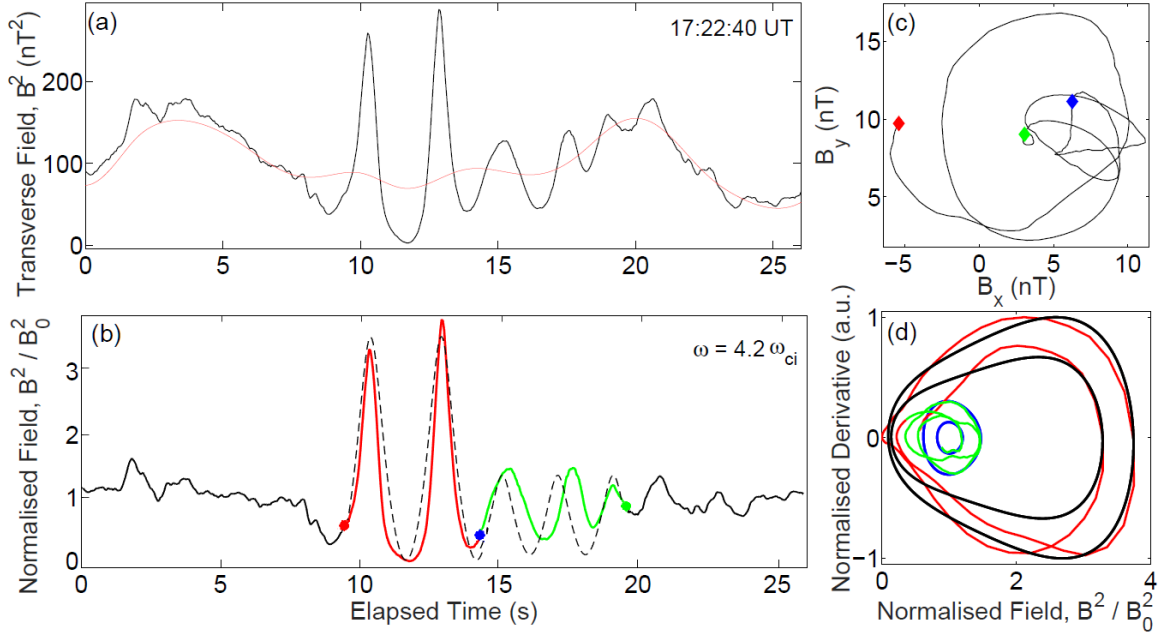 (a)
17:22:40 UT
Transverse Field, B² (nT²)
200
100
0
0 5 10 15 20 25
(b)
ω = 4.2 ω_ci
Normalised Field, B² / B₀²
3
2
1
0
0 5 10 15 20 25
Elapsed Time (s)
(c)
B_y (nT)
15
10
5
-5 0 5 10
B_x (nT)
(d)
Normalised Derivative (a.u.)
1
0
-1
0 2 4
Normalised Field, B² / B₀²